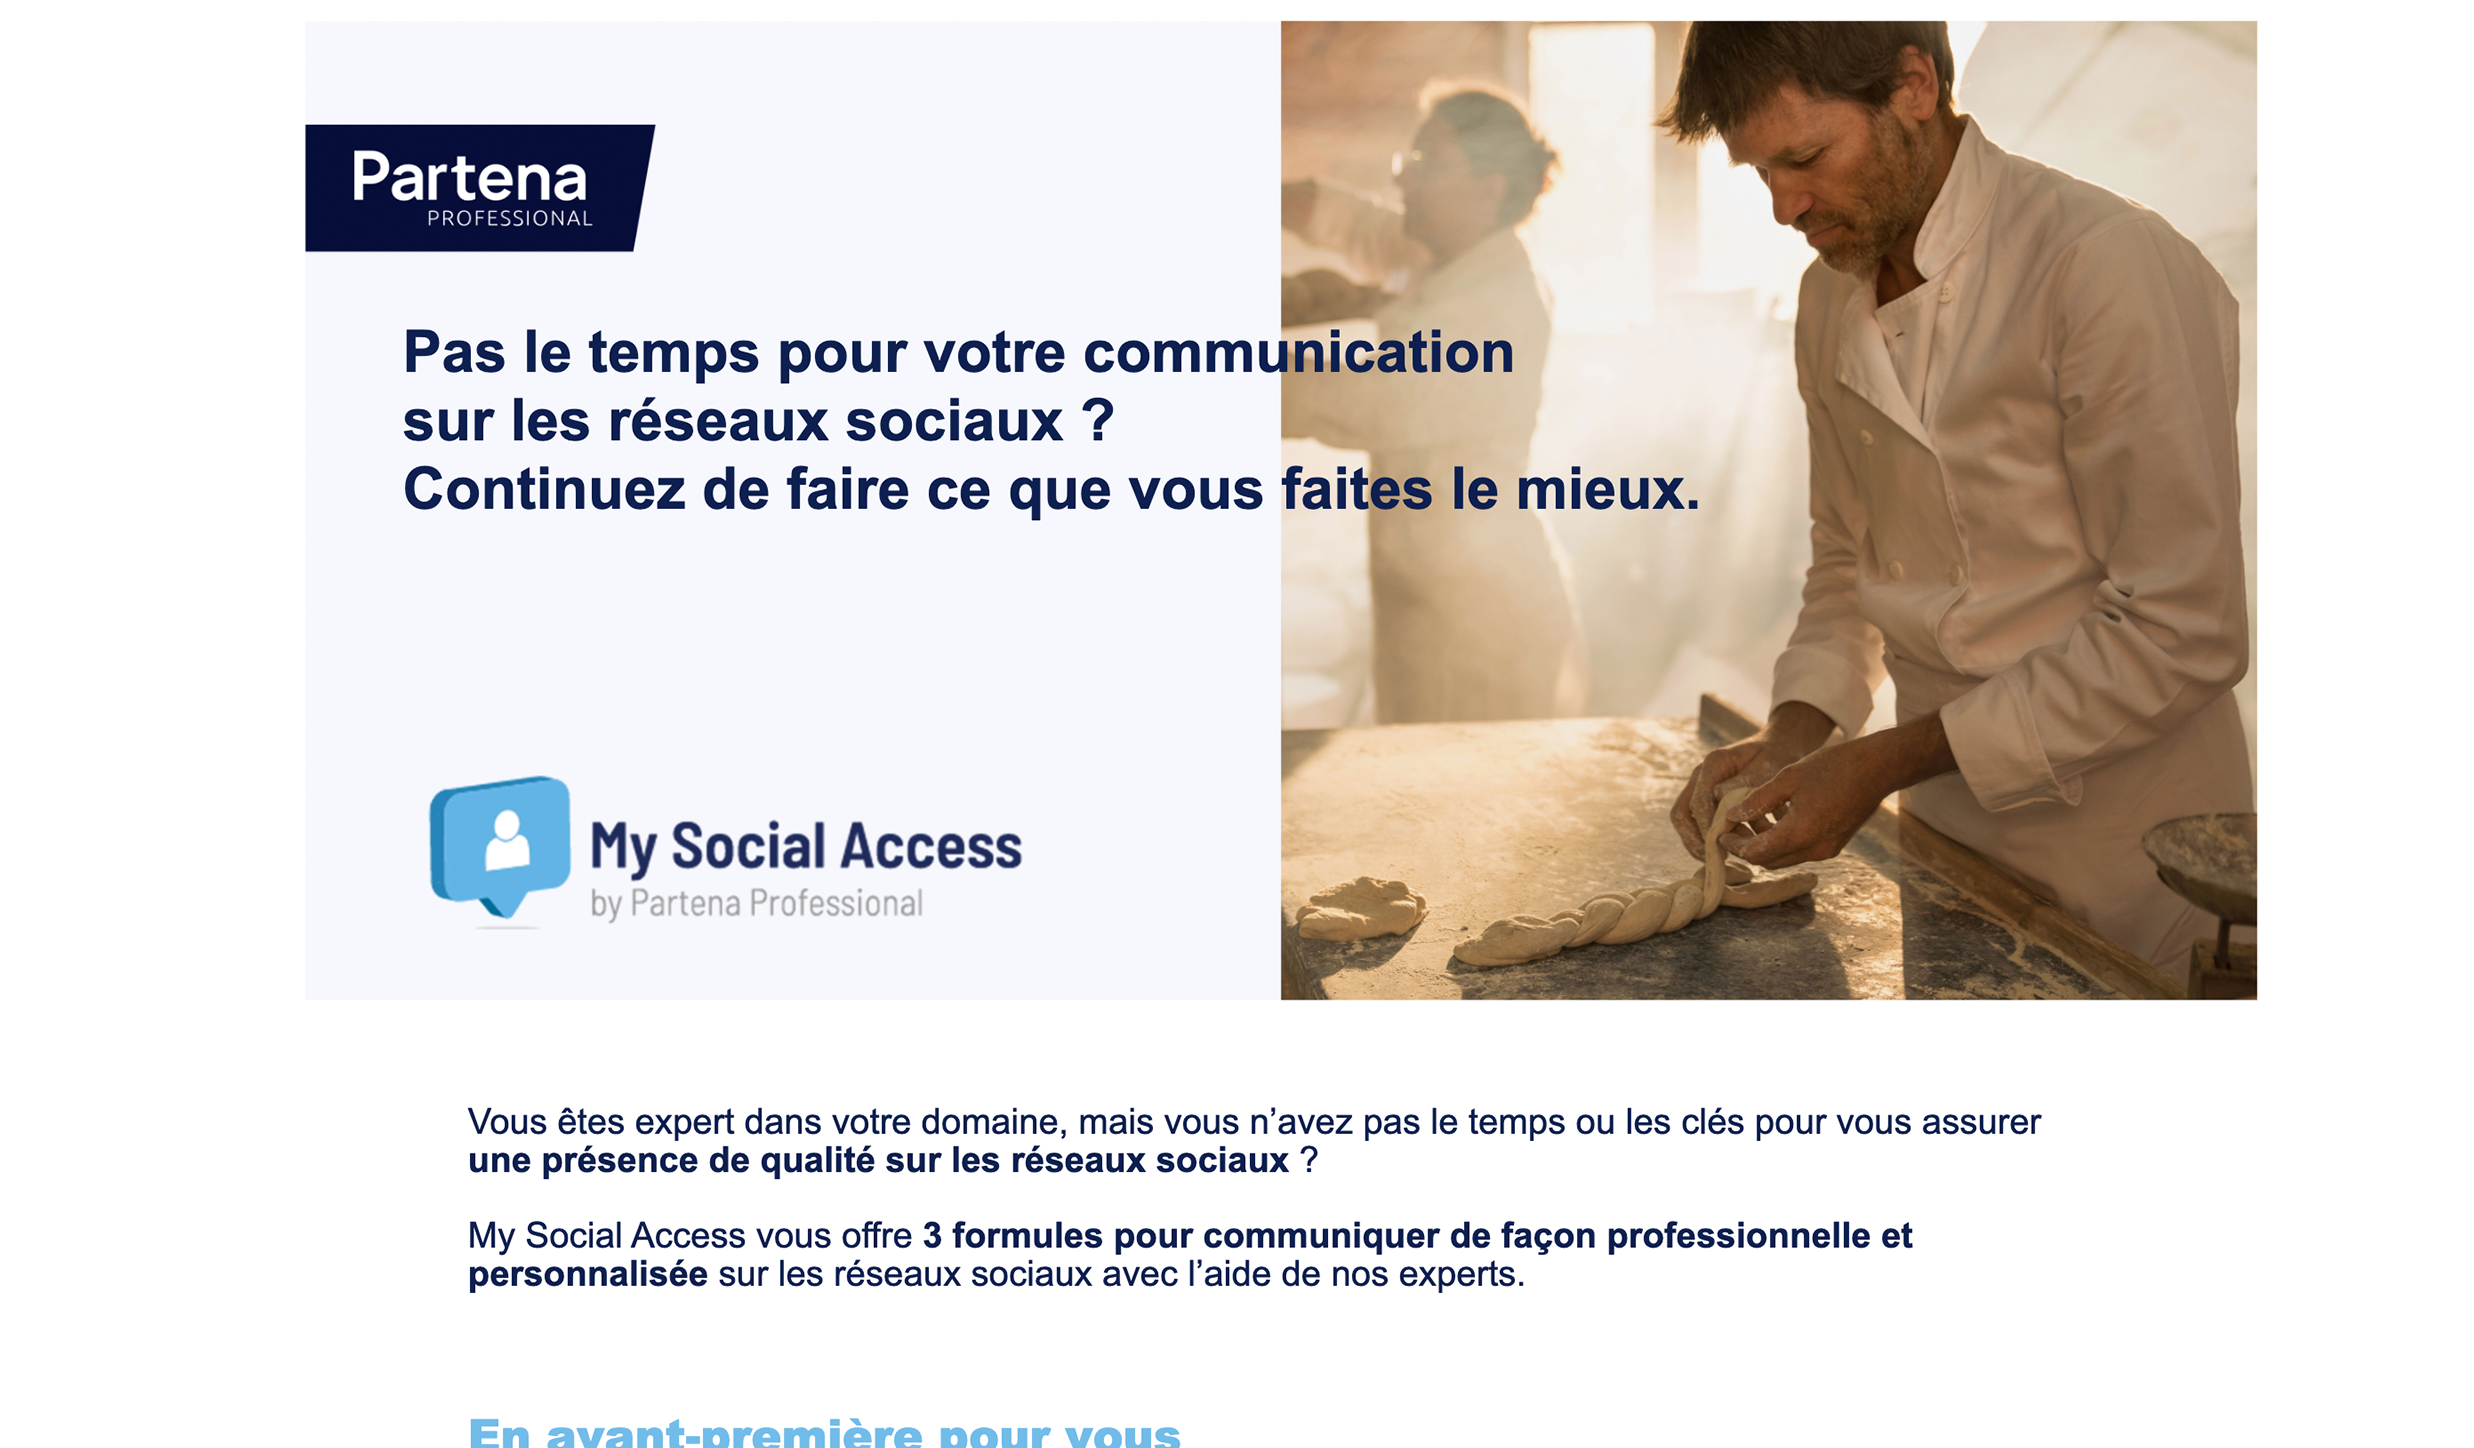 Partena
PROFESSIONAL
Pas le temps pour votre communication
sur les réseaux sociaux ?
Continuez de faire ce que vous faites le mieux.
My Social Access
by Partena Professional
Vous êtes expert dans votre domaine, mais vous n’avez pas le temps ou les clés pour vous assurer
une présence de qualité sur les réseaux sociaux ?
My Social Access vous offre 3 formules pour communiquer de façon professionnelle et
personnalisée sur les réseaux sociaux avec l’aide de nos experts.
En avant-première pour vous